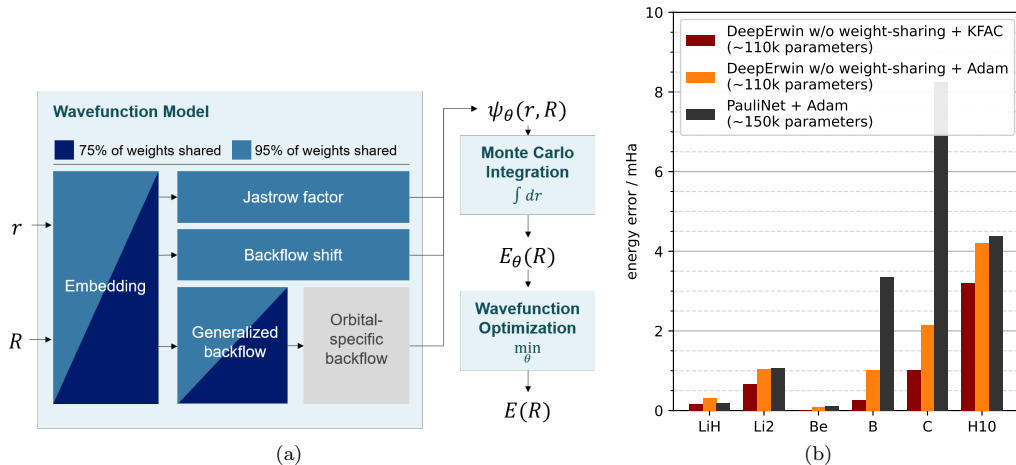 Wavefunction Model
75% of weights shared
95% of weights shared
r
R
Embedding
Jastrow factor
Backflow shift
Generalized
backflow
Orbital-
specific
backflow
ψθ(r, R)
Monte Carlo
Integration
∫ dr
Eθ(R)
Wavefunction
Optimization
min
θ
E(R)
(a)
energy error / mHa
10
8
6
4
2
0
DeepErwin w/o weight-sharing + KFAC
(~110k parameters)
DeepErwin w/o weight-sharing + Adam
(~110k parameters)
PauliNet + Adam
(~150k parameters)
LiH Li2 Be B C H10
(b)